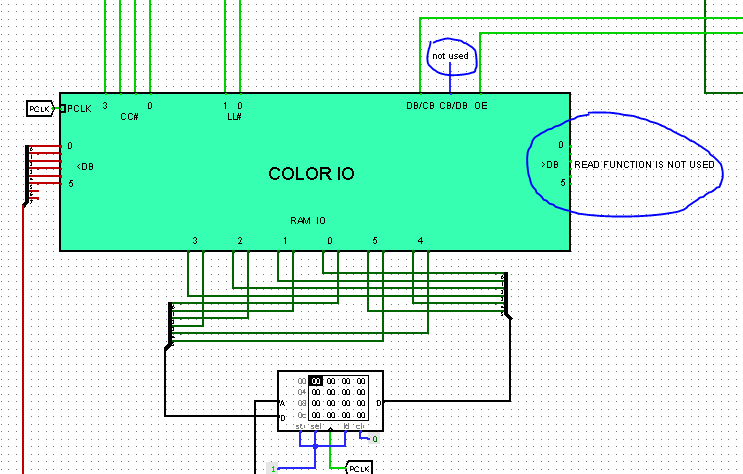 not used
3 0 1 0 DB/CB CB/DB OE
CC# LL#
PCLK PCLK
0 0
<DB >DB READ FUNCTION IS NOT USED
5 5
COLOR IO
RAM IO
3 2 1 0 5 4
00 00 00 00 00
04 00 00 00 00
A 08 00 00 00 00 D
D 0c 00 00 00 00
str sel ld clr
0
1 PCLK